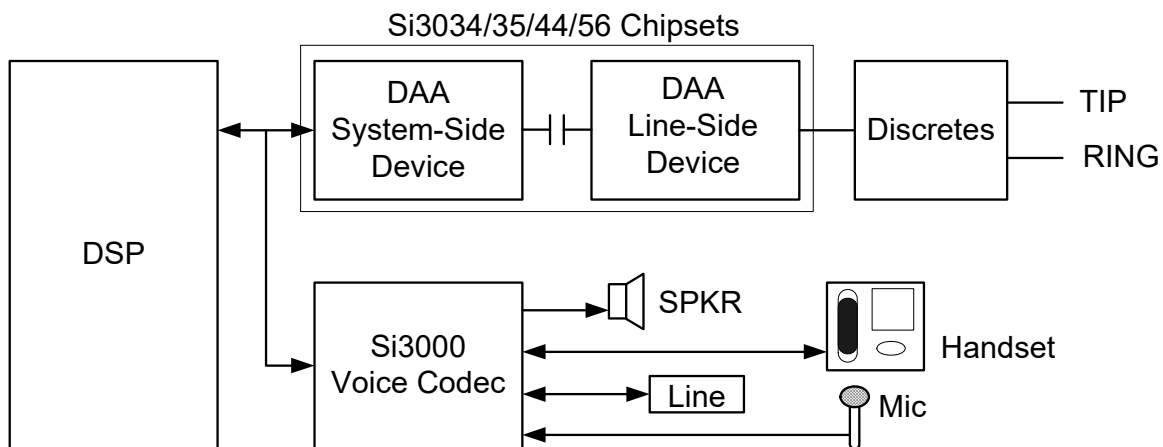 Si3034/35/44/56 Chipsets
DSP
DAA
System-Side
Device
DAA
Line-Side
Device
Discretes
TIP
RING
Si3000
Voice Codec
SPKR
Handset
Line
Mic